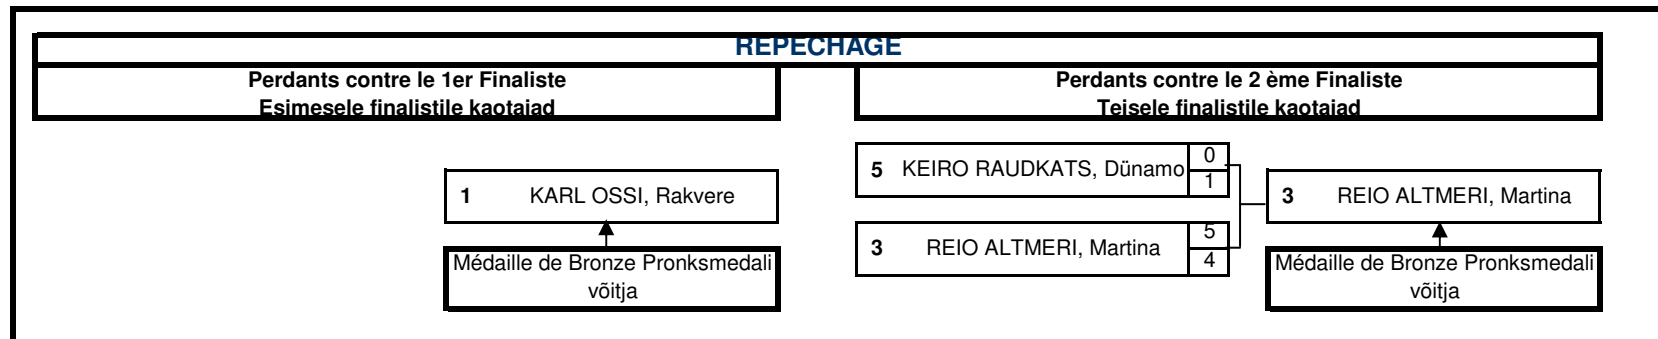 REPECHAGE
Perdants contre le 1er Finaliste
Esimesele finalistile kaotajad
Perdants contre le 2 ème Finaliste
Teisele finalistile kaotajad
1 KARL OSSI, Rakvere
Médaille de Bronze Pronksmedali
võitja
5 KEIRO RAUDKATS, Dünamo 0
1
3 REIO ALTMERI, Martina 5
4
3 REIO ALTMERI, Martina
Médaille de Bronze Pronksmedali
võitja